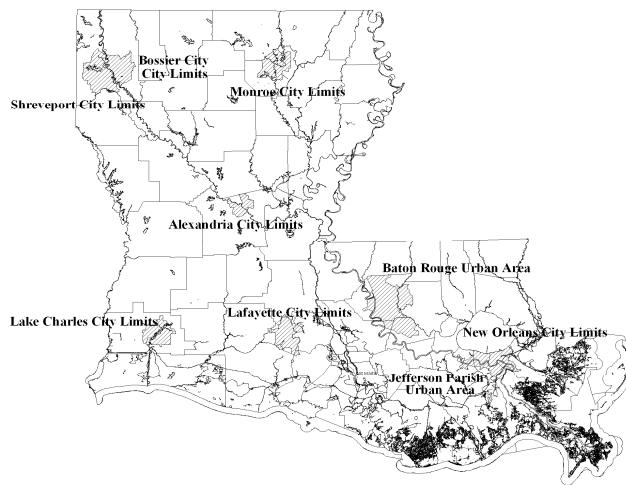 Bossier City
City Limits
Monroe City Limits
Shreveport City Limits
Alexandria City Limits
Baton Rouge Urban Area
Lafayette City Limits
Lake Charles City Limits
New Orleans City Limits
Jefferson Parish
Urban Area